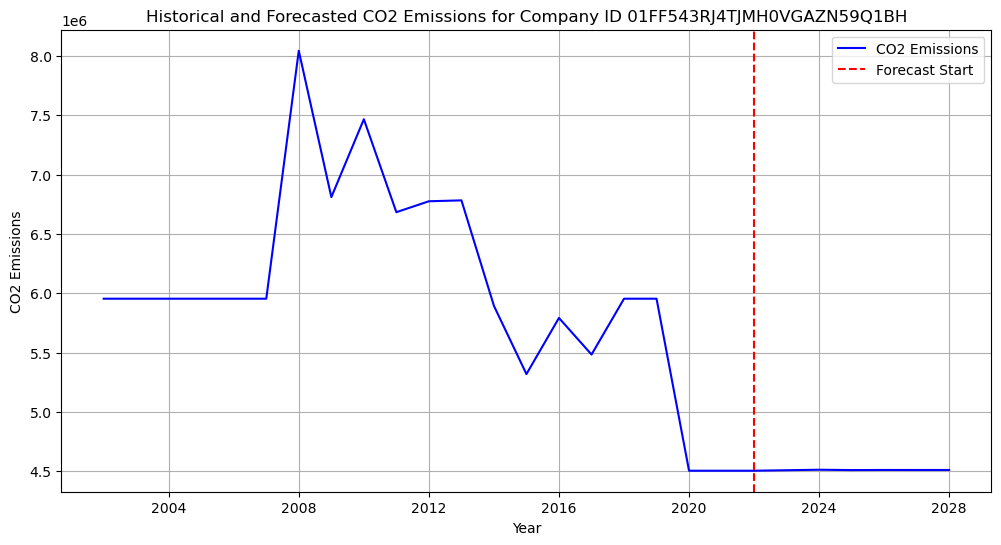 Historical and Forecasted CO2 Emissions for Company ID 01FF543RJ4TJMH0VGAZN59Q1BH
1e6
CO2 Emissions
Forecast Start
8.0
7.5
7.0
6.5
6.0
5.5
5.0
4.5
CO2 Emissions
2004
2008
2012
2016
2020
2024
2028
Year